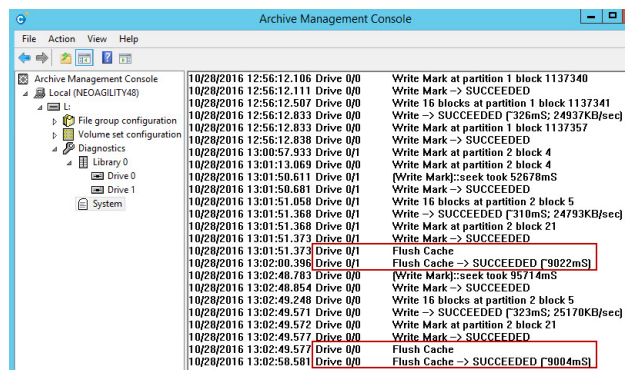 Archive Management Console
File Action View Help
Archive Management Console
Local (NEOAGILITY48)
L:
File group configuration
Volume set configuration
Diagnostics
Library 0
Drive 0
Drive 1
System
10/28/2016 12:56:12.106 Drive 0/0 Write Mark at partition 1 block 1137340
10/28/2016 12:56:12.111 Drive 0/0 Write Mark -> SUCCEEDED
10/28/2016 12:56:12.507 Drive 0/0 Write 16 blocks at partition 1 block 1137341
10/28/2016 12:56:12.833 Drive 0/0 Write -> SUCCEEDED (~326mS; 24937KB/sec)
10/28/2016 12:56:12.833 Drive 0/0 Write Mark at partition 1 block 1137357
10/28/2016 12:56:12.838 Drive 0/0 Write Mark -> SUCCEEDED
10/28/2016 13:00:57.933 Drive 0/1 Write Mark at partition 2 block 4
10/28/2016 13:01:13.069 Drive 0/0 Write Mark at partition 2 block 4
10/28/2016 13:01:50.611 Drive 0/1 (Write Mark)::seek took 52678mS
10/28/2016 13:01:50.681 Drive 0/1 Write Mark -> SUCCEEDED
10/28/2016 13:01:51.058 Drive 0/1 Write 16 blocks at partition 2 block 5
10/28/2016 13:01:51.368 Drive 0/1 Write -> SUCCEEDED (~310mS; 24793KB/sec)
10/28/2016 13:01:51.368 Drive 0/1 Write Mark at partition 2 block 21
10/28/2016 13:01:51.373 Drive 0/1 Write Mark -> SUCCEEDED
10/28/2016 13:01:51.373 Drive 0/1 Flush Cache
10/28/2016 13:02:00.396 Drive 0/1 Flush Cache -> SUCCEEDED (~9022mS)
10/28/2016 13:02:48.783 Drive 0/0 (Write Mark)::seek took 95714mS
10/28/2016 13:02:48.854 Drive 0/0 Write Mark -> SUCCEEDED
10/28/2016 13:02:49.248 Drive 0/0 Write 16 blocks at partition 2 block 5
10/28/2016 13:02:49.571 Drive 0/0 Write -> SUCCEEDED (~323mS; 25170KB/sec)
10/28/2016 13:02:49.572 Drive 0/0 Write Mark at partition 2 block 21
10/28/2016 13:02:49.577 Drive 0/0 Write Mark -> SUCCEEDED
10/28/2016 13:02:49.577 Drive 0/0 Flush Cache
10/28/2016 13:02:58.581 Drive 0/0 Flush Cache -> SUCCEEDED (~9004mS)